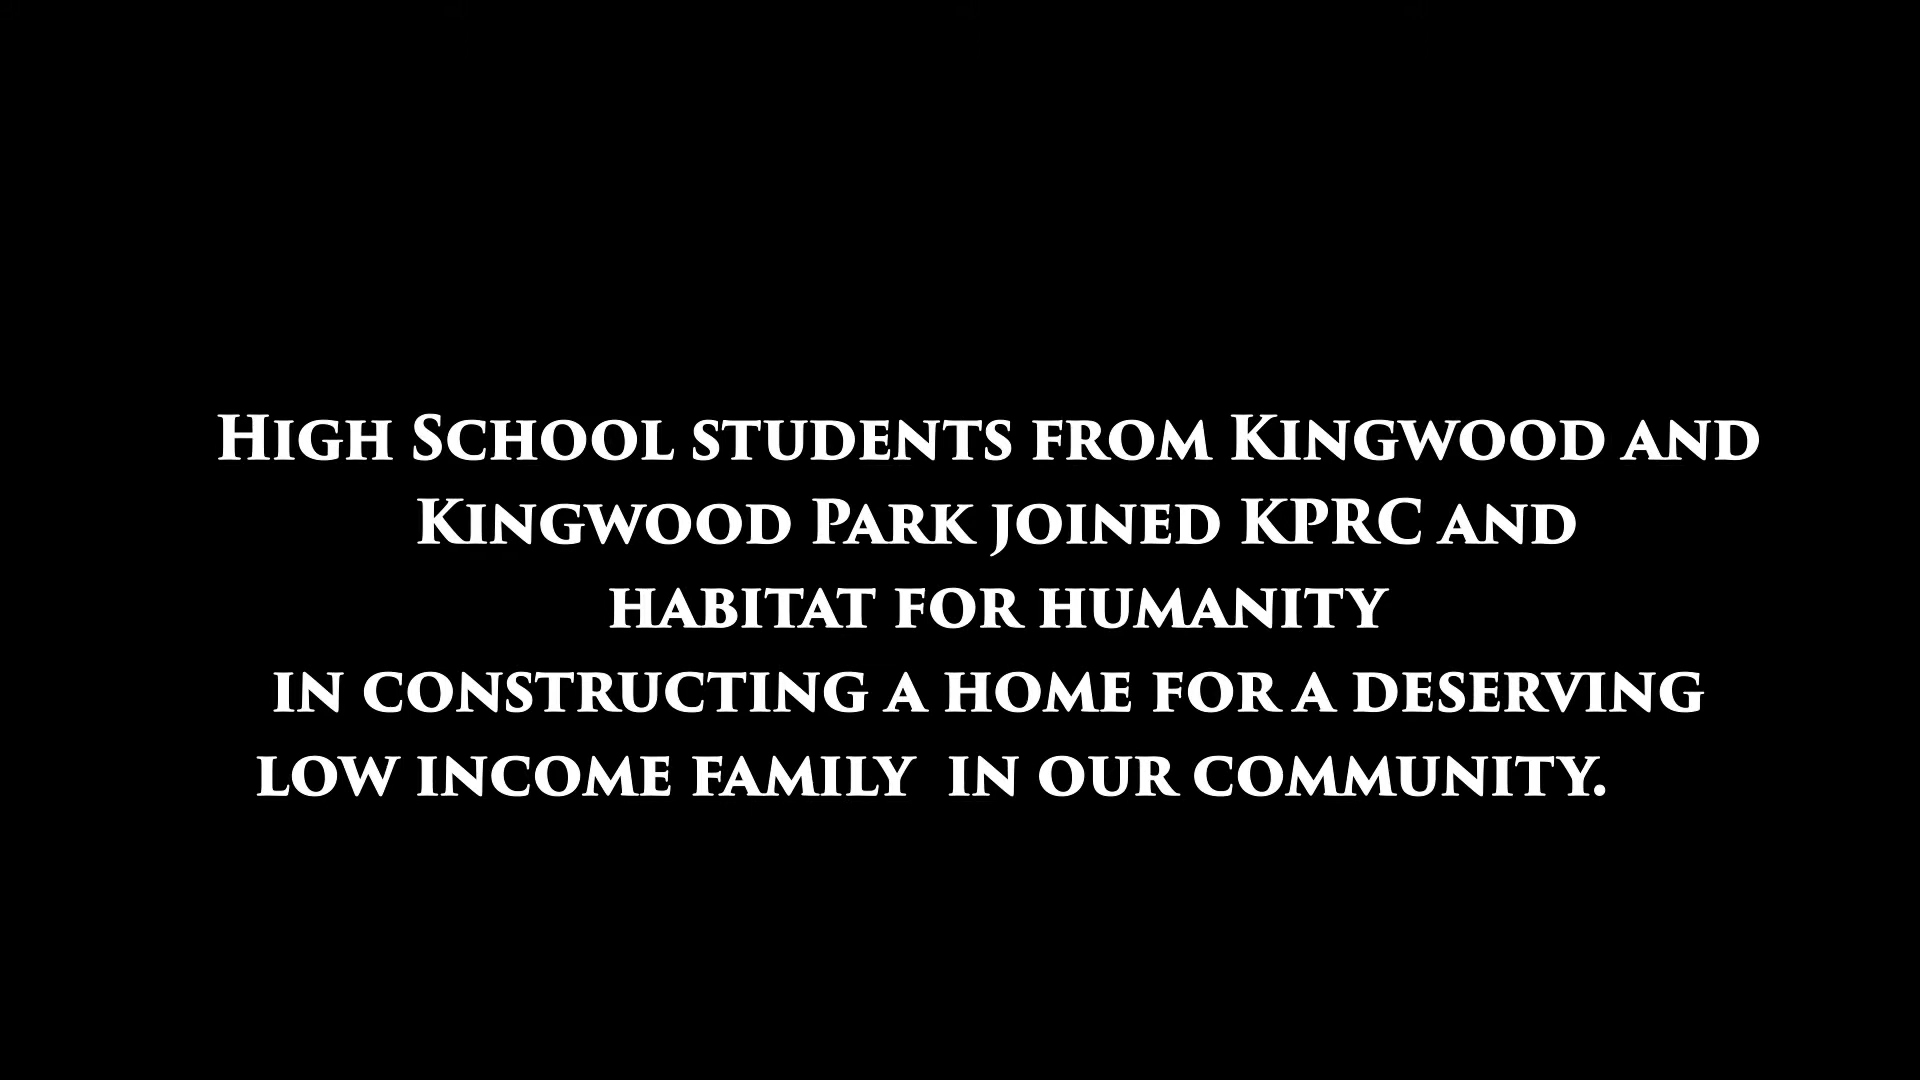 High School students from Kingwood and
Kingwood Park joined KPRC and
habitat for humanity
in constructing a home for a deserving
low income family  in our community.